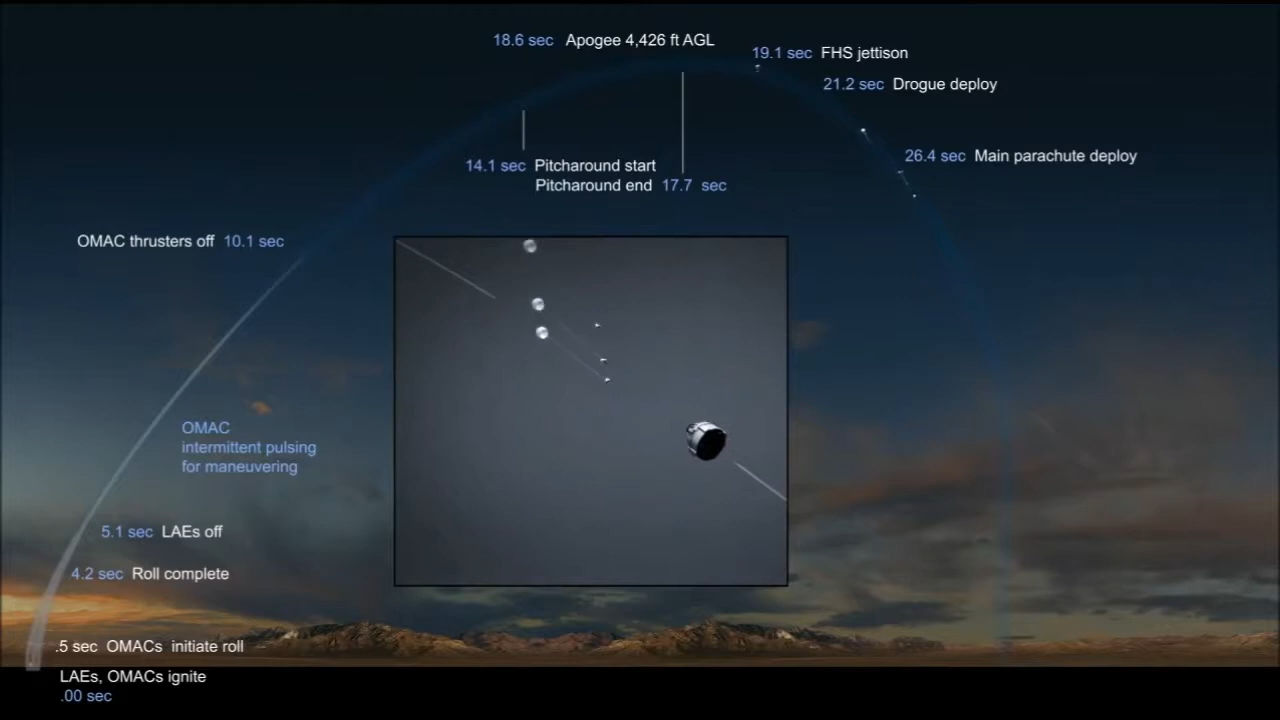 18.6 sec Apogee 4,426 ft AGL
19.1 sec FHS jettison
21.2 sec Drogue deploy
26.4 sec Main parachute deploy
14.1 sec Pitcharound start
Pitcharound end 17.7 sec
OMAC thrusters off 10.1 sec
OMAC
intermittent pulsing
for maneuvering
5.1 sec LAEs off
4.2 sec Roll complete
.5 sec OMACs initiate roll
LAEs, OMACs ignite
.00 sec